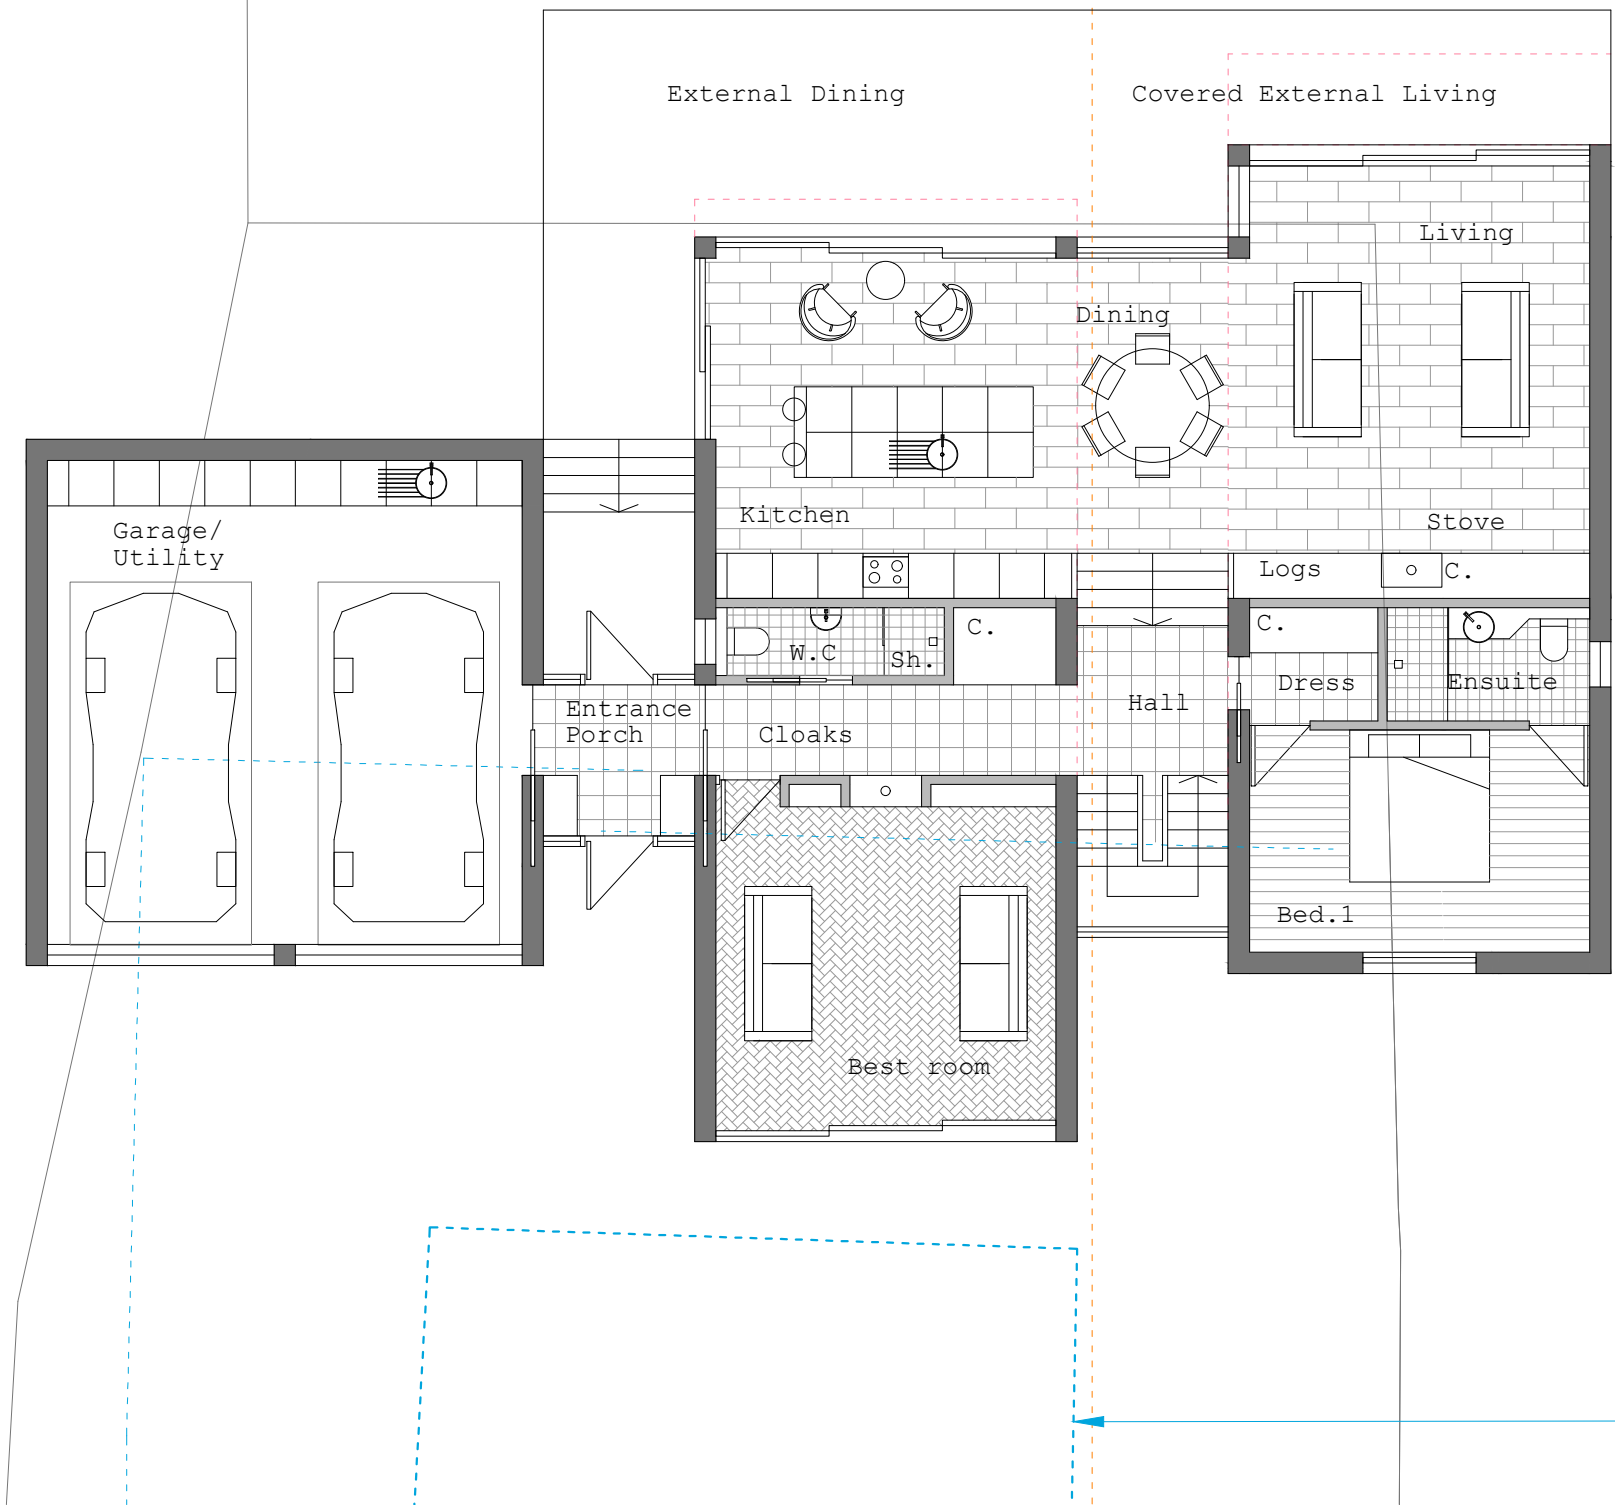 External Dining
Covered External Living
Living
Dining
Kitchen
Stove
Garage/
Utility
Logs
C.
C.
C.
W.C
Sh.
Dress
Ensuite
Hall
Entrance
Porch
Cloaks
Bed.1
Best room